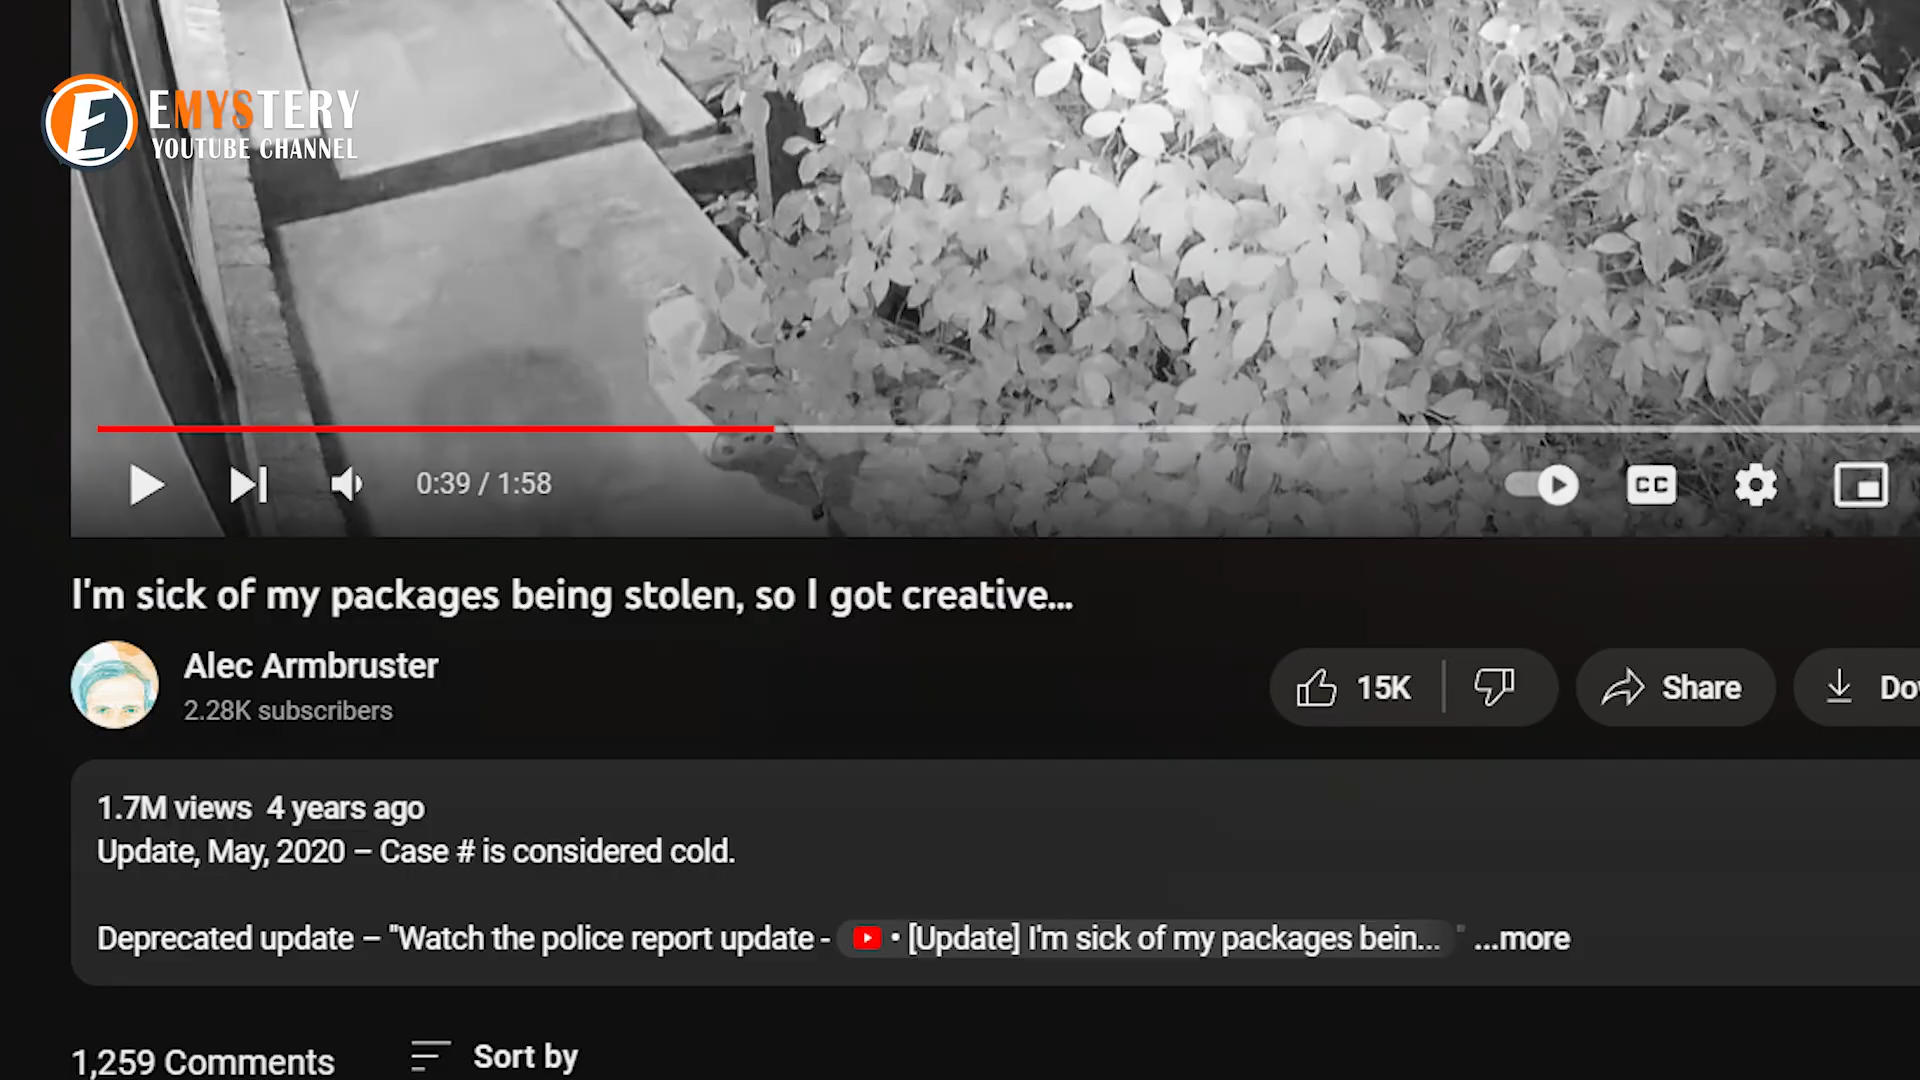 EMYSTERY
YOUTUBE CHANNEL
0:39 / 1:58
CC
I'm sick of my packages being stolen, so I got creative...
Alec Armbruster
2.28K subscribers
15K
Share
Dow
1.7M views 4 years ago
Update, May, 2020 – Case # is considered cold.
Deprecated update – "Watch the police report update - • [Update] I'm sick of my packages bein... " ...more
1,259 Comments
Sort by